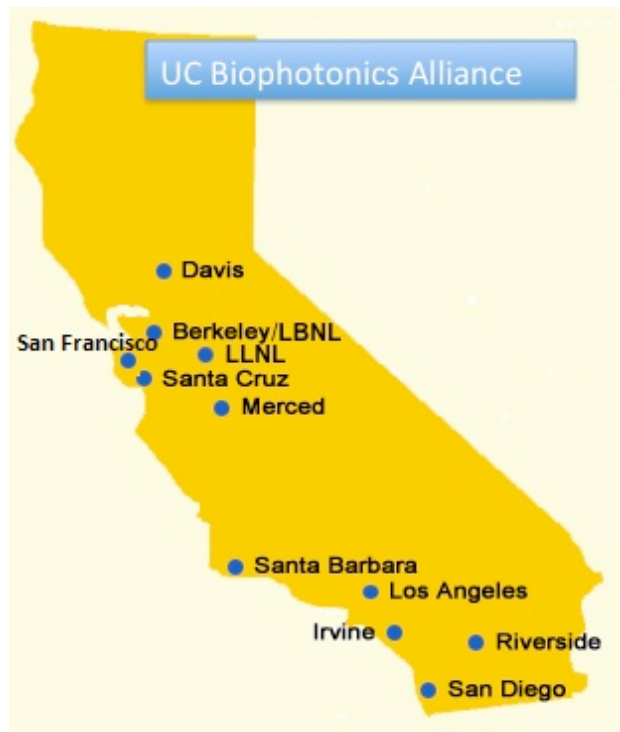 UC Biophotonics Alliance
Davis
Berkeley/LBNL
San Francisco
LLNL
Santa Cruz
Merced
Santa Barbara
Los Angeles
Irvine
Riverside
San Diego